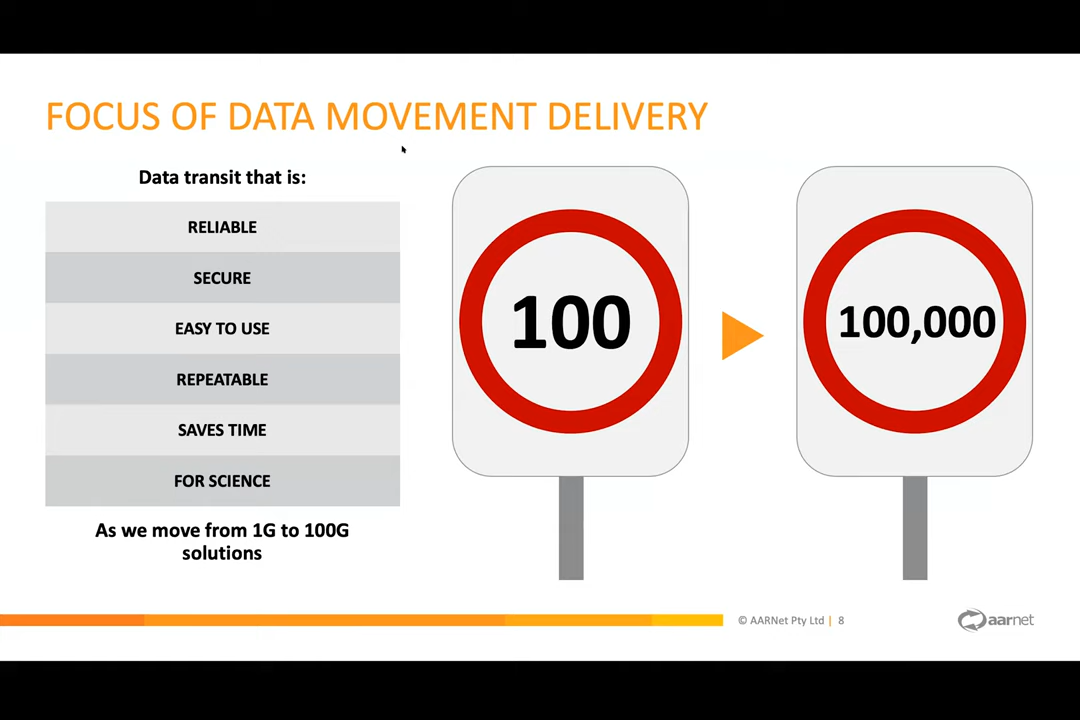 FOCUS OF DATA MOVEMENT DELIVERY
Data transit that is:
RELIABLE
SECURE
EASY TO USE
REPEATABLE
SAVES TIME
FOR SCIENCE
As we move from 1G to 100G
solutions
100
100,000
© AARNet Pty Ltd | 8
aarnet